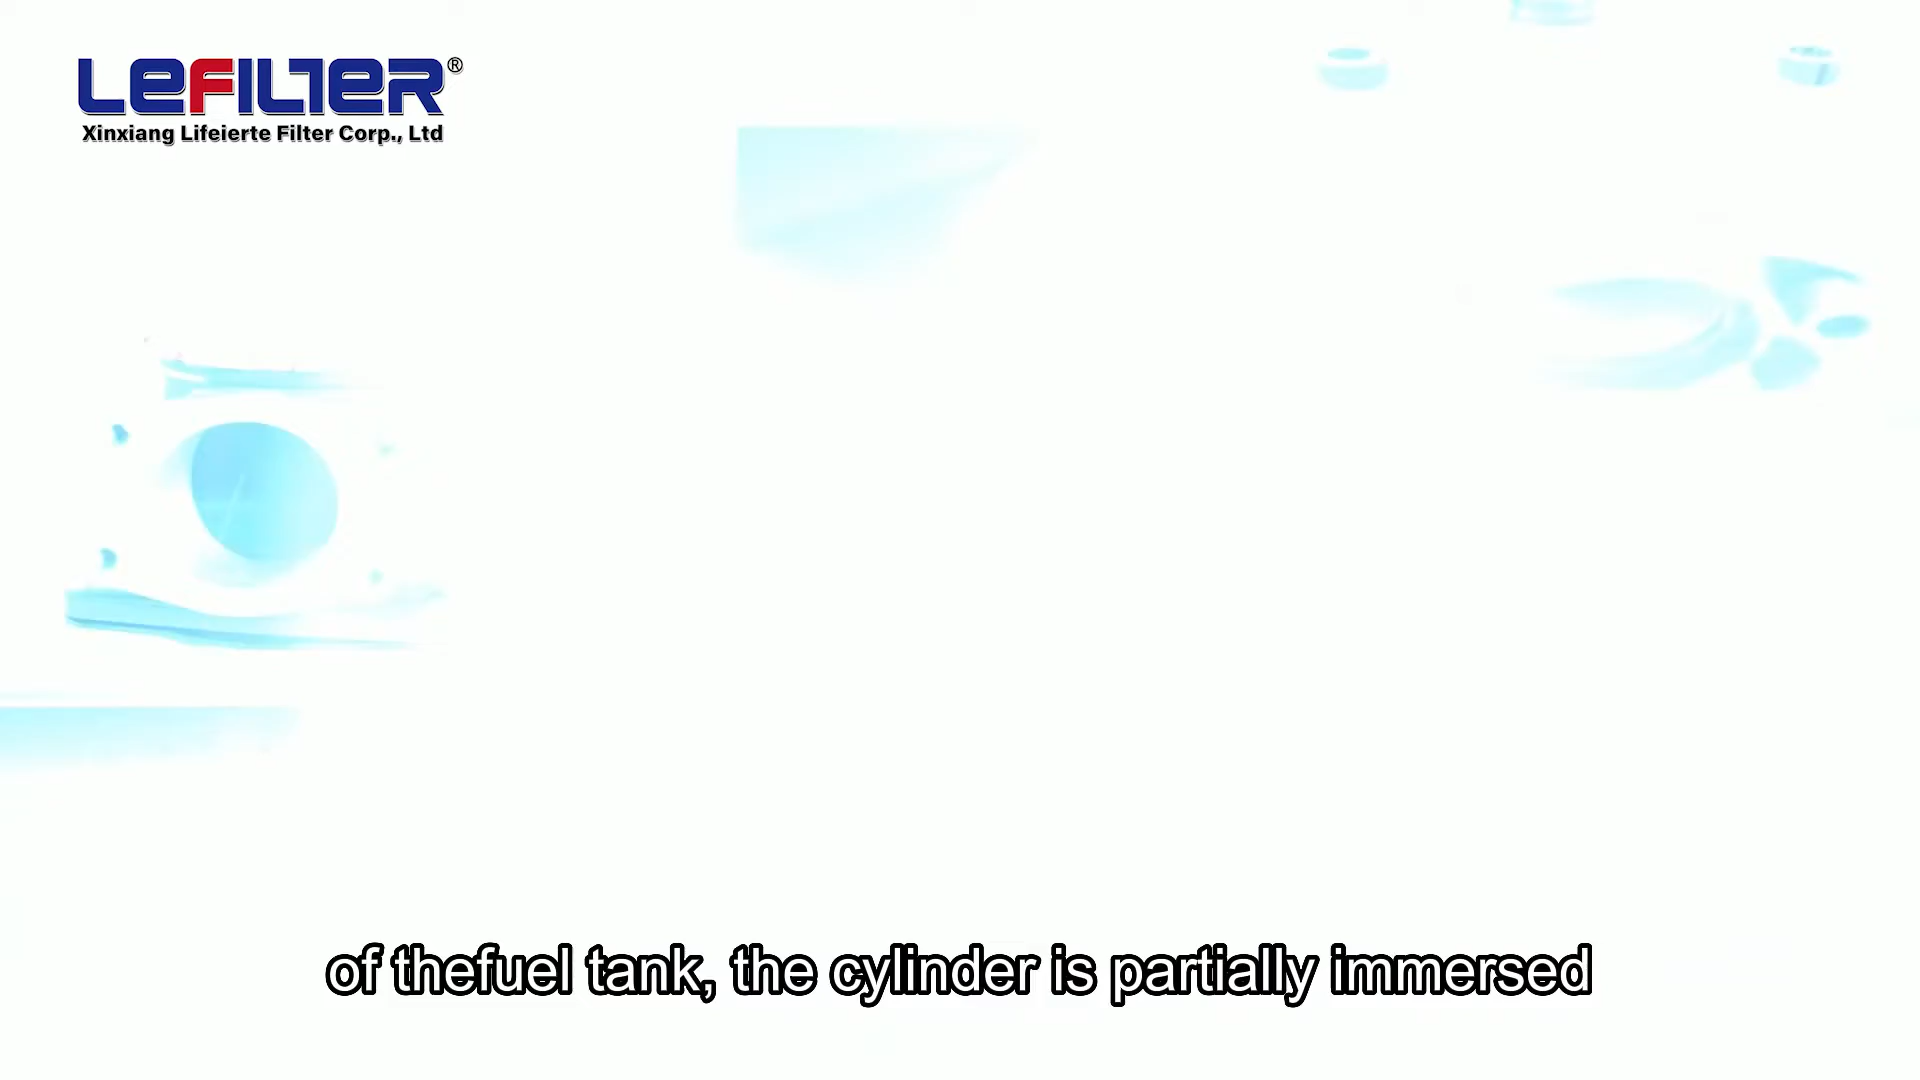 LEFILTER®
Xinxiang Lifeierte Filter Corp., Ltd
of thefuel tank, the cylinder is partially immersed